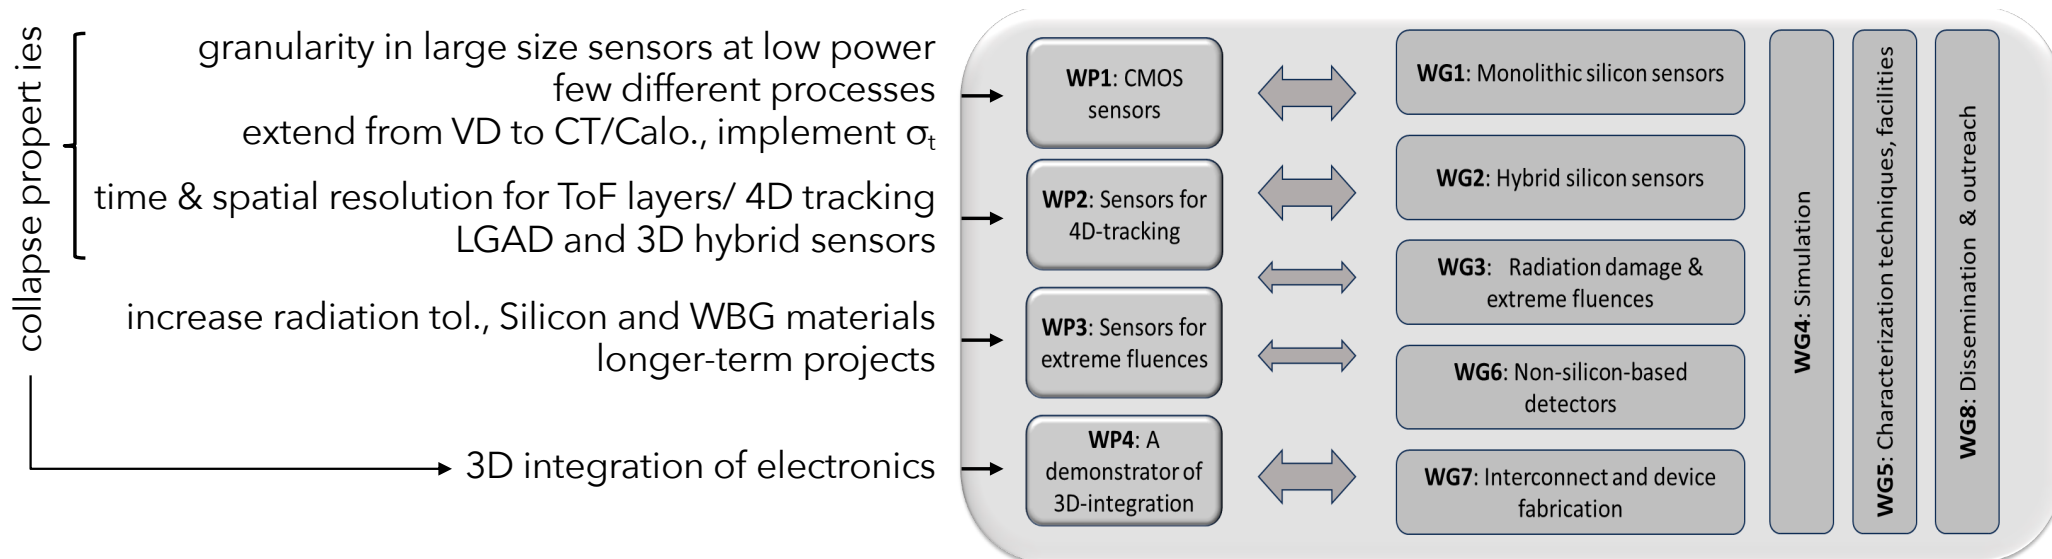 collapse properties
granularity in large size sensors at low power
few different processes
extend from VD to CT/Calo., implement σt
time & spatial resolution for ToF layers/ 4D tracking
LGAD and 3D hybrid sensors
increase radiation tol., Silicon and WBG materials
longer-term projects
3D integration of electronics
WP1: CMOS
sensors
WP2: Sensors for
4D-tracking
WP3: Sensors for
extreme fluences
WP4: A
demonstrator of
3D-integration
WG1: Monolithic silicon sensors
WG2: Hybrid silicon sensors
WG3: Radiation damage &
extreme fluences
WG6: Non-silicon-based
detectors
WG7: Interconnect and device
fabrication
WG4: Simulation
WG5: Characterization techniques, facilities
WG8: Dissemination & outreach